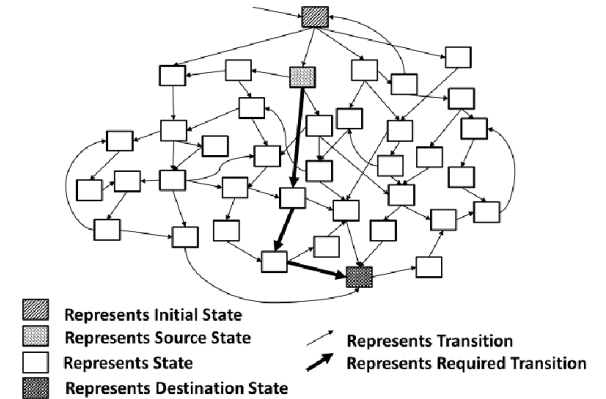 Represents Initial State
Represents Source State
Represents State
Represents Destination State
Represents Transition
Represents Required Transition